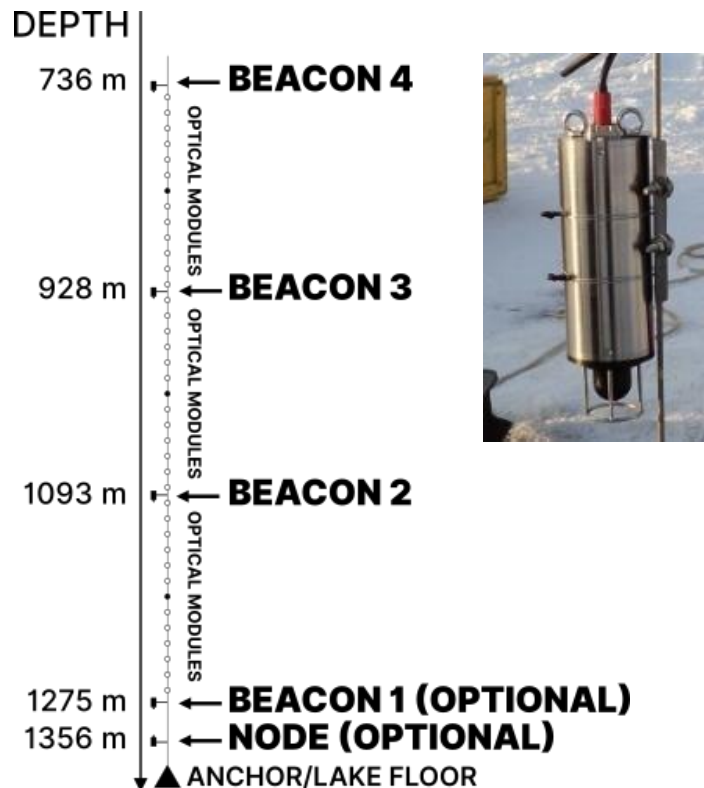 DEPTH
736 m
BEACON 4
OPTICAL MODULES
928 m
BEACON 3
OPTICAL MODULES
1093 m
BEACON 2
OPTICAL MODULES
1275 m
BEACON 1 (OPTIONAL)
1356 m
NODE (OPTIONAL)
ANCHOR/LAKE FLOOR